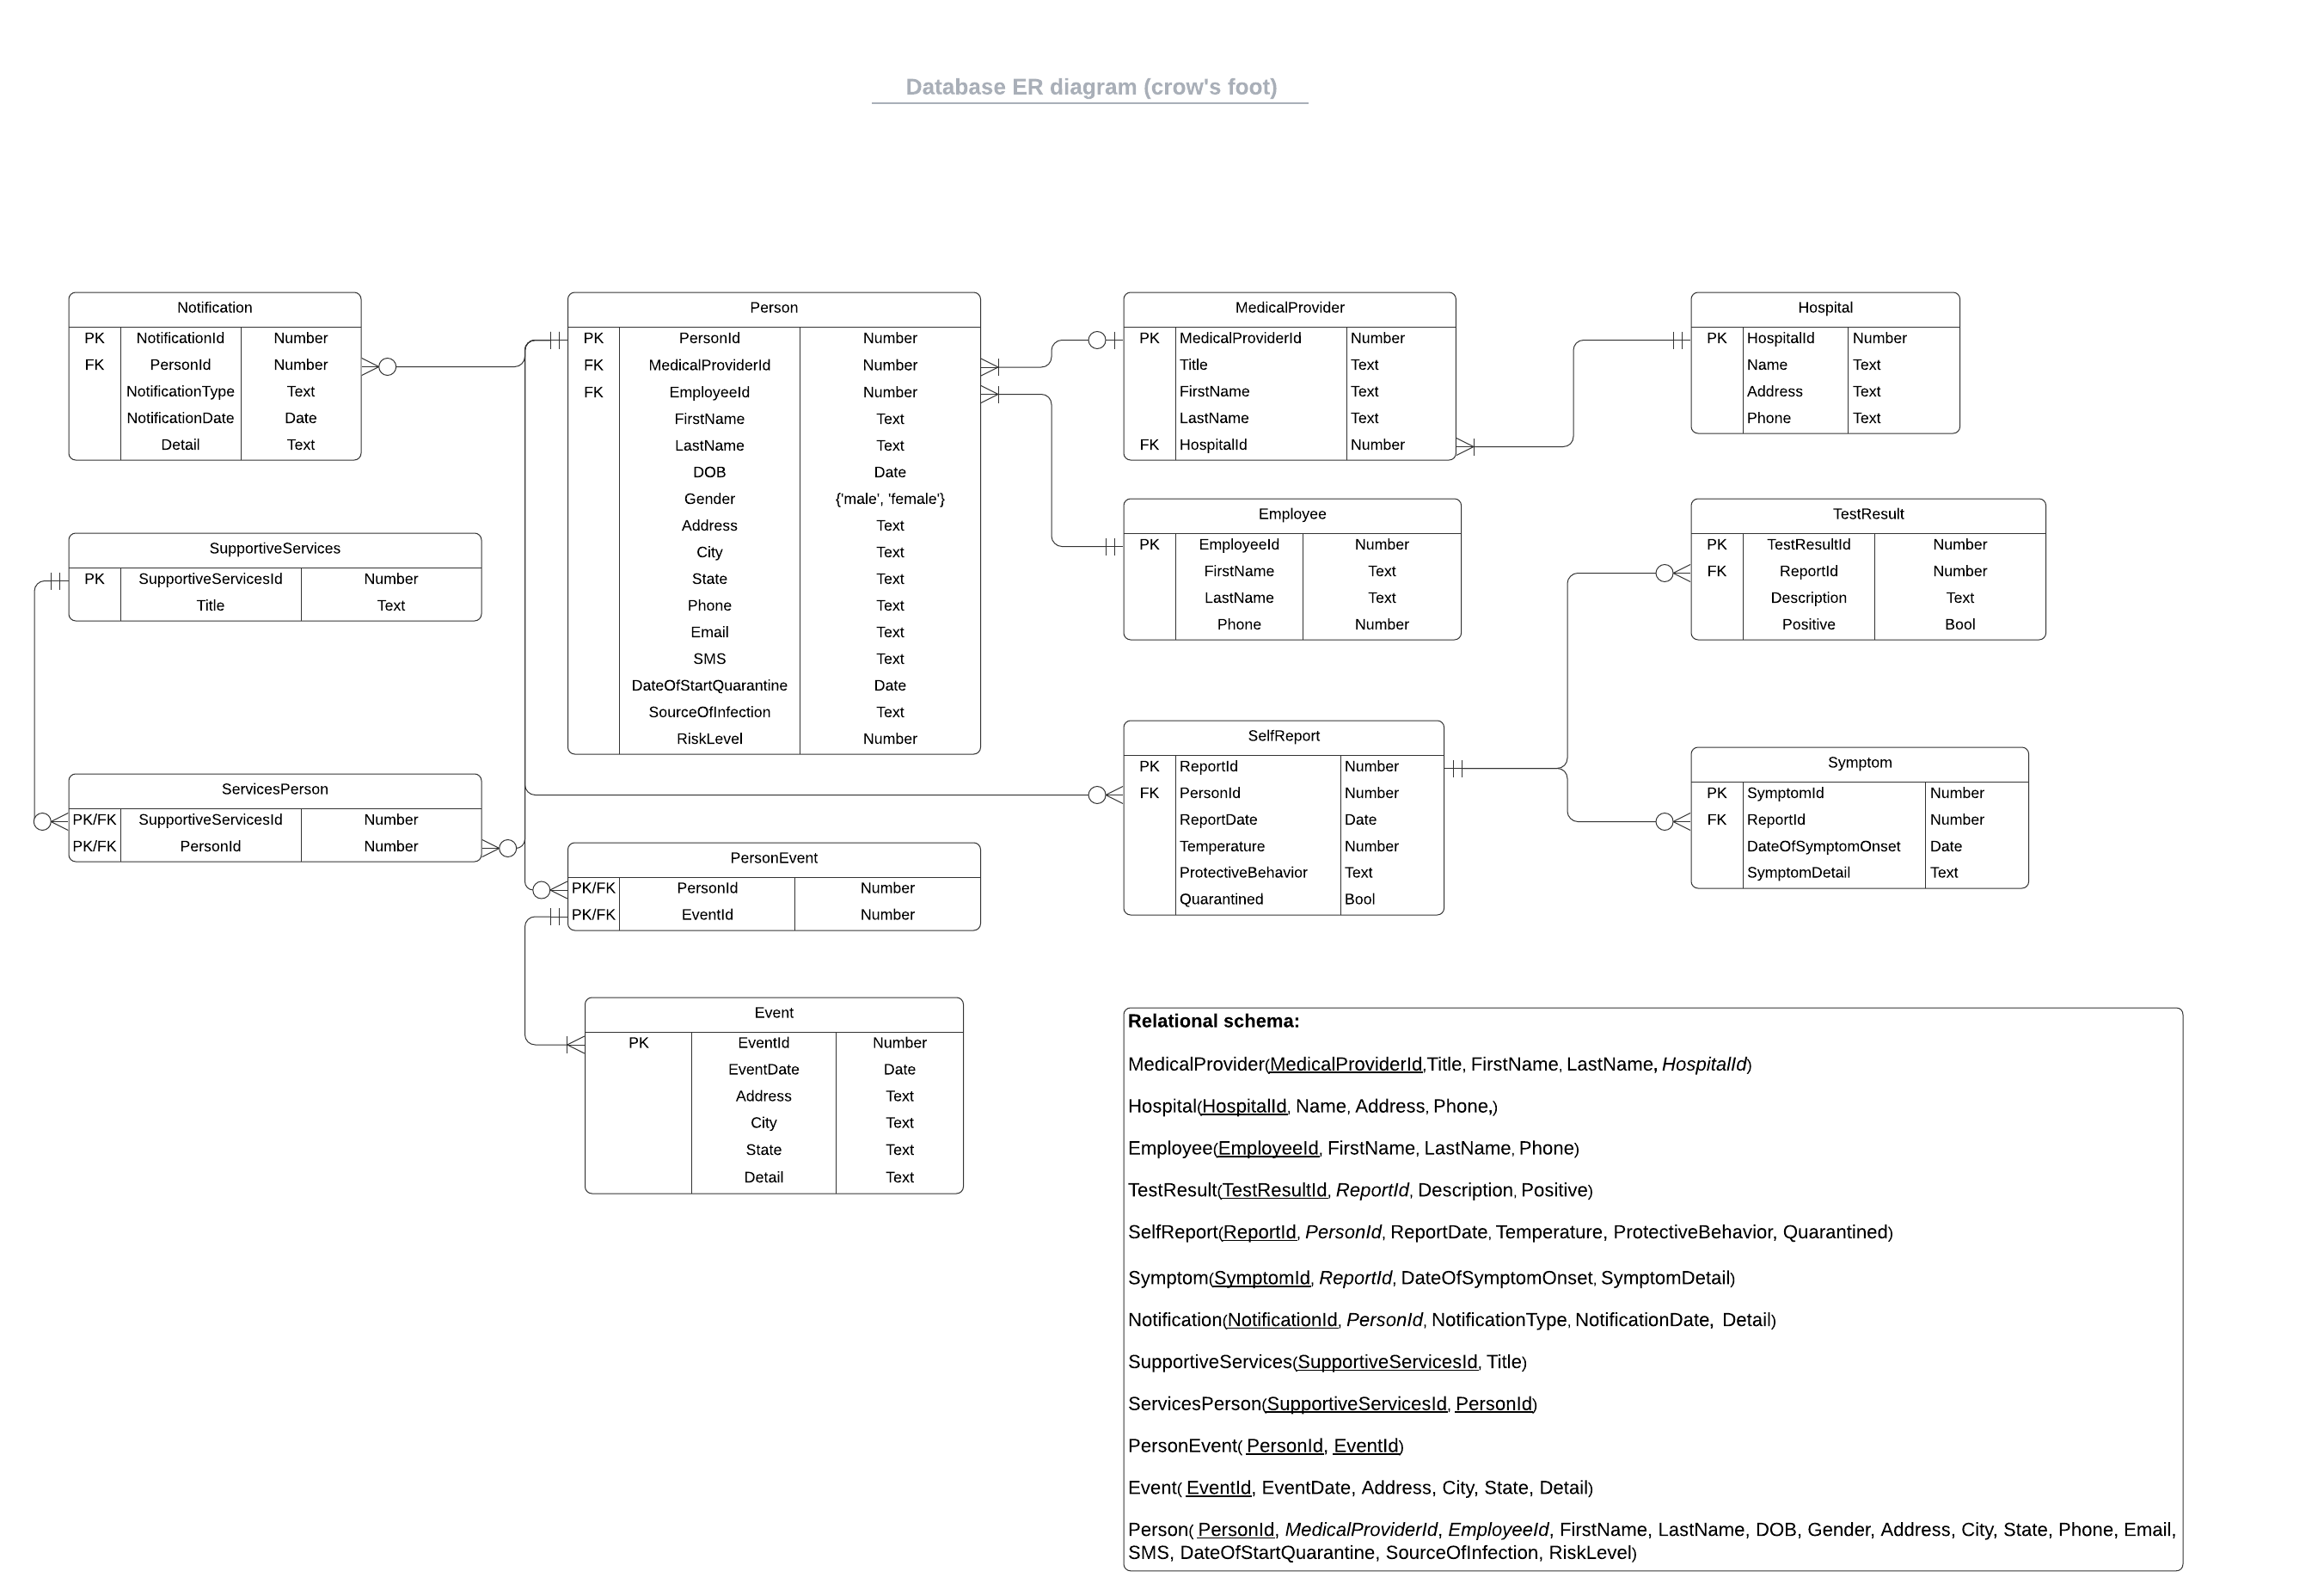 Database ER diagram (crow's foot)
Notification
PK NotificationId Number
FK PersonId Number
NotificationType Text
NotificationDate Date
Detail Text
Person
PK PersonId Number
FK MedicalProviderId Number
FK EmployeeId Number
FirstName Text
LastName Text
DOB Date
Gender {'male', 'female'}
Address Text
City Text
State Text
Phone Text
Email Text
SMS Text
DateOfStartQuarantine Date
SourceOfInfection Text
RiskLevel Number
MedicalProvider
PK MedicalProviderId Number
Title Text
FirstName Text
LastName Text
FK HospitalId Number
Hospital
PK HospitalId Number
Name Text
Address Text
Phone Text
SupportiveServices
PK SupportiveServicesId Number
Title Text
Employee
PK EmployeeId Number
FirstName Text
LastName Text
Phone Number
TestResult
PK TestResultId Number
FK ReportId Number
Description Text
Positive Bool
ServicesPerson
PK/FK SupportiveServicesId Number
PK/FK PersonId Number
SelfReport
PK ReportId Number
FK PersonId Number
ReportDate Date
Temperature Number
ProtectiveBehavior Text
Quarantined Bool
Symptom
PK SymptomId Number
FK ReportId Number
DateOfSymptomOnset Date
SymptomDetail Text
PersonEvent
PK/FK PersonId Number
PK/FK EventId Number
Event
PK EventId Number
EventDate Date
Address Text
City Text
State Text
Detail Text
Relational schema:
MedicalProvider(MedicalProviderId,Title, FirstName, LastName, HospitalId)
Hospital(HospitalId, Name, Address, Phone,)
Employee(EmployeeId, FirstName, LastName, Phone)
TestResult(TestResultId, ReportId, Description, Positive)
SelfReport(ReportId, PersonId, ReportDate, Temperature, ProtectiveBehavior, Quarantined)
Symptom(SymptomId, ReportId, DateOfSymptomOnset, SymptomDetail)
Notification(NotificationId, PersonId, NotificationType, NotificationDate, Detail)
SupportiveServices(SupportiveServicesId, Title)
ServicesPerson(SupportiveServicesId, PersonId)
PersonEvent( PersonId, EventId)
Event( EventId, EventDate, Address, City, State, Detail)
Person( PersonId, MedicalProviderId, EmployeeId, FirstName, LastName, DOB, Gender, Address, City, State, Phone, Email,
SMS, DateOfStartQuarantine, SourceOfInfection, RiskLevel)